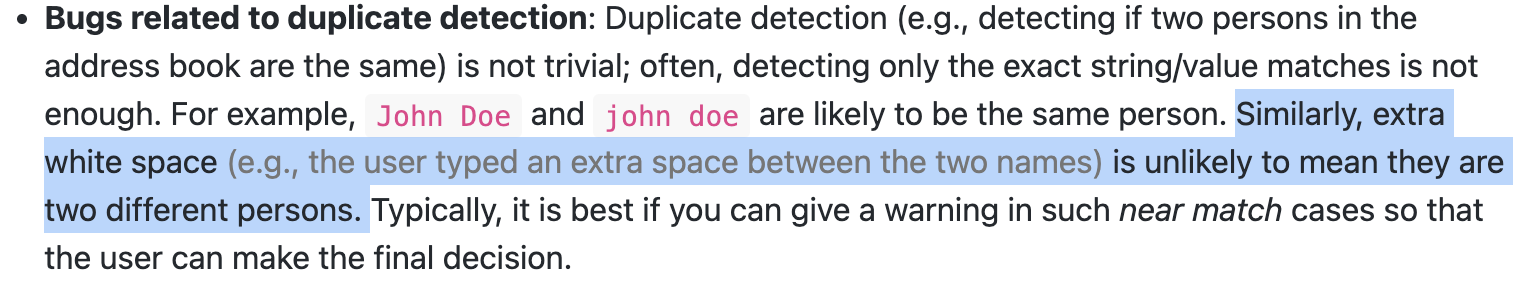 • Bugs related to duplicate detection: Duplicate detection (e.g., detecting if two persons in the
address book are the same) is not trivial; often, detecting only the exact string/value matches is not
enough. For example, John Doe and john doe are likely to be the same person. Similarly, extra
white space (e.g., the user typed an extra space between the two names) is unlikely to mean they are
two different persons. Typically, it is best if you can give a warning in such near match cases so that
the user can make the final decision.